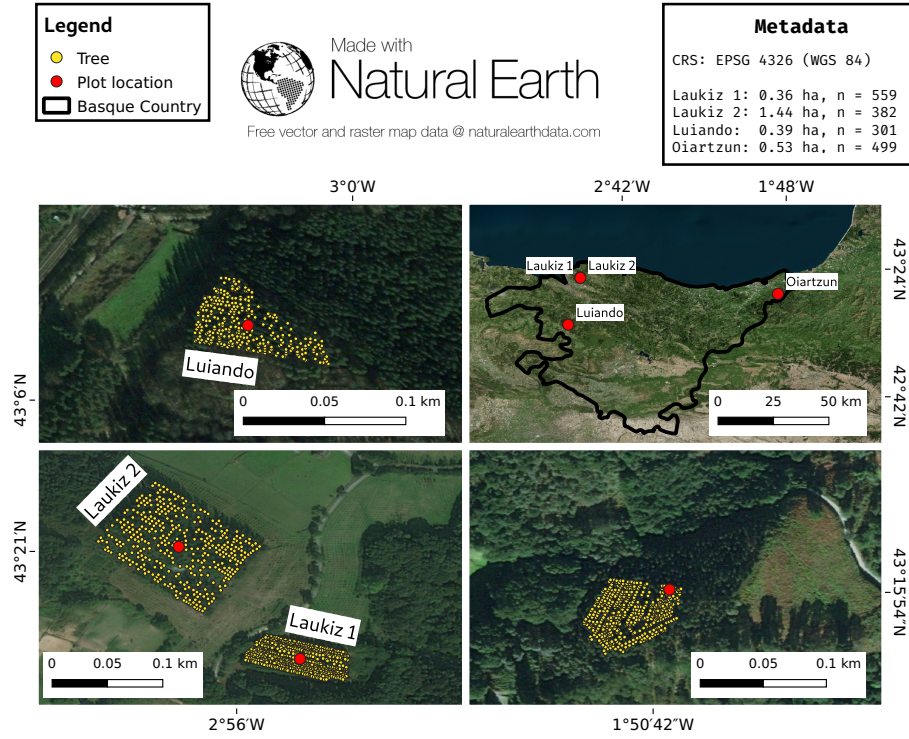 Legend
Tree
Plot location
Basque Country
Made with
Natural Earth
Free vector and raster map data @ naturalearthdata.com
Metadata
CRS: EPSG 4326 (WGS 84)
Laukiz 1: 0.36 ha, n = 559
Laukiz 2: 1.44 ha, n = 382
Luiando: 0.39 ha, n = 301
Oiartzun: 0.53 ha, n = 499
3°0′W
2°42′W
1°48′W
Luiando
0 0.05 0.1 km
43°6′N
Laukiz 1
Laukiz 2
Oiartzun
Luiando
0 25 50 km
43°24′N
42°42′N
Laukiz 2
Laukiz 1
0 0.05 0.1 km
43°21′N
0 0.05 0.1 km
43°15′54″N
2°56′W
1°50′42″W